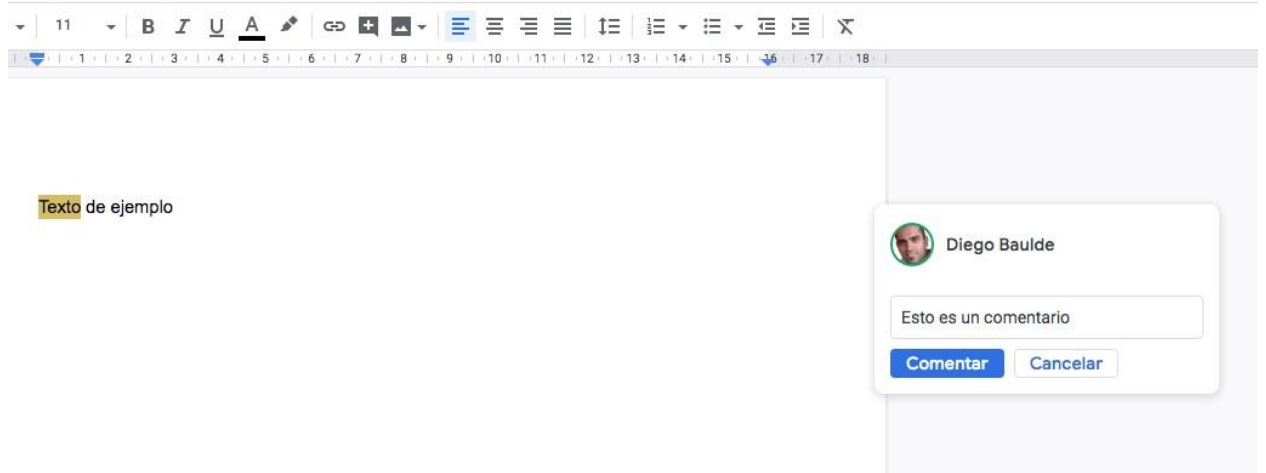 11 B I U A
1 2 3 4 5 6 7 8 9 10 11 12 13 14 15 16 17 18
Texto de ejemplo
Diego Baulde
Esto es un comentario
Comentar Cancelar